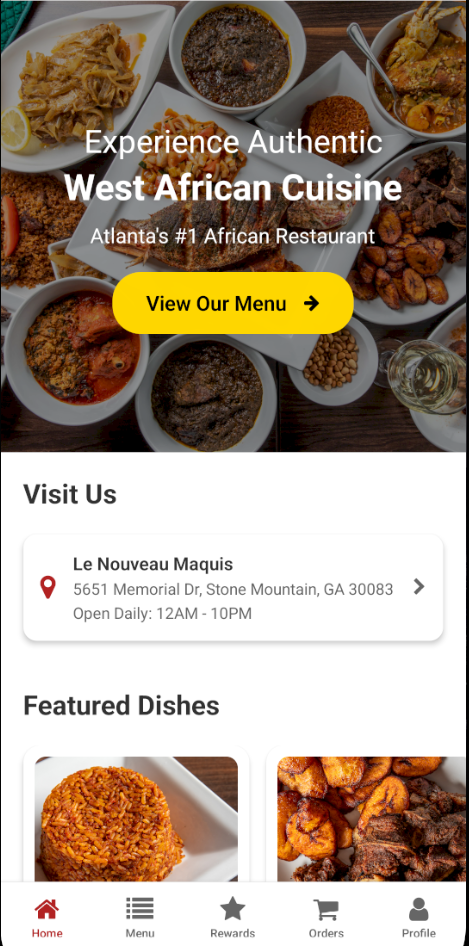 Experience Authentic
West African Cuisine
Atlanta's #1 African Restaurant
View Our Menu
Visit Us
Le Nouveau Maquis
5651 Memorial Dr, Stone Mountain, GA 30083
Open Daily: 12AM - 10PM
Featured Dishes
Home Menu Rewards Orders Profile